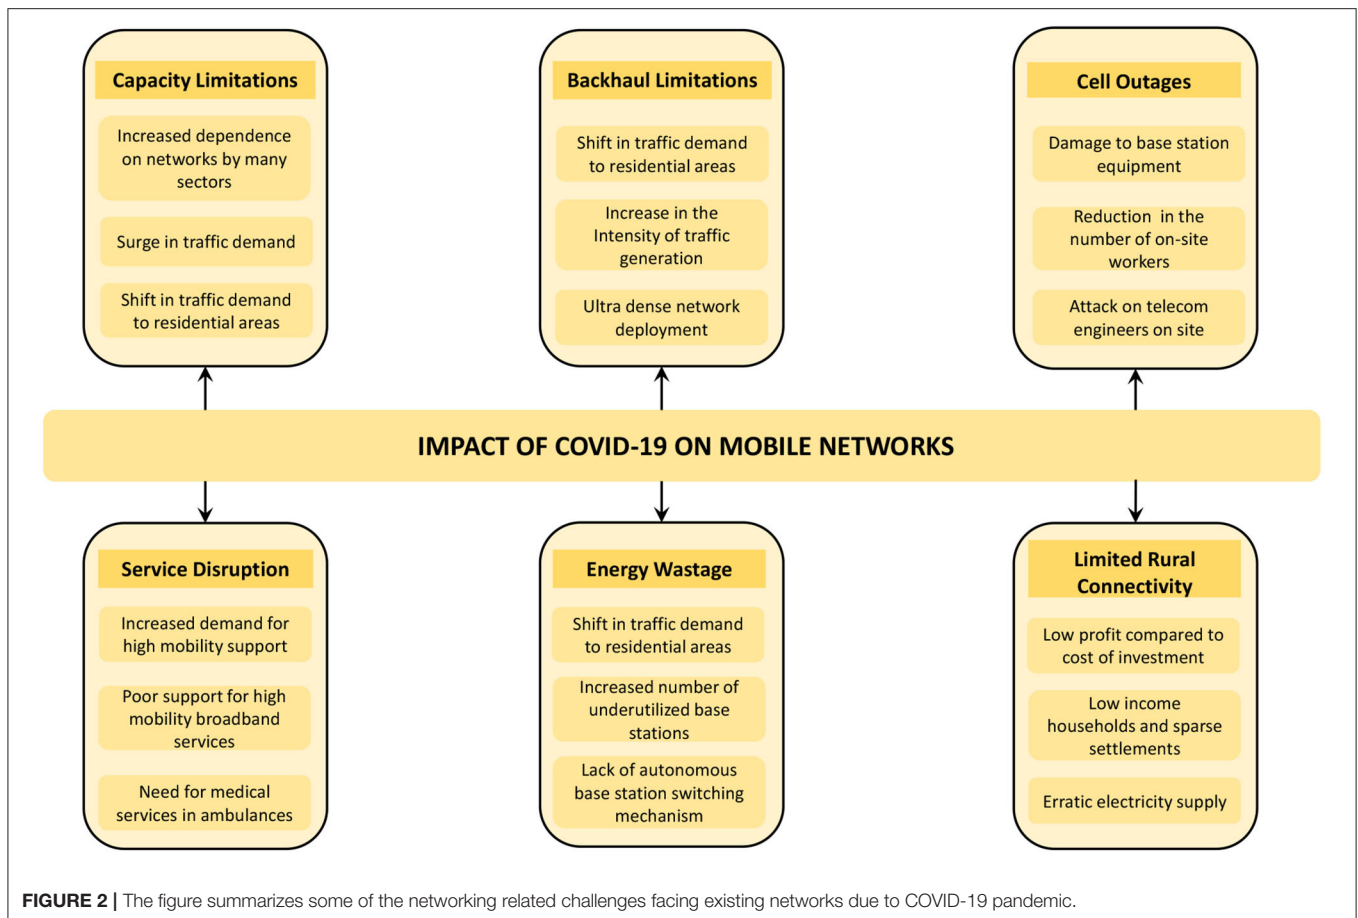 Capacity Limitations
Increased dependence
on networks by many
sectors
Surge in traffic demand
Shift in traffic demand
to residential areas
Backhaul Limitations
Shift in traffic demand
to residential areas
Increase in the
Intensity of traffic
generation
Ultra dense network
deployment
Cell Outages
Damage to base station
equipment
Reduction in the
number of on-site
workers
Attack on telecom
engineers on site
IMPACT OF COVID-19 ON MOBILE NETWORKS
Service Disruption
Increased demand for
high mobility support
Poor support for high
mobility broadband
services
Need for medical
services in ambulances
Energy Wastage
Shift in traffic demand
to residential areas
Increased number of
underutilized base
stations
Lack of autonomous
base station switching
mechanism
Limited Rural
Connectivity
Low profit compared to
cost of investment
Low income
households and sparse
settlements
Erratic electricity supply
FIGURE 2 | The figure summarizes some of the networking related challenges facing existing networks due to COVID-19 pandemic.